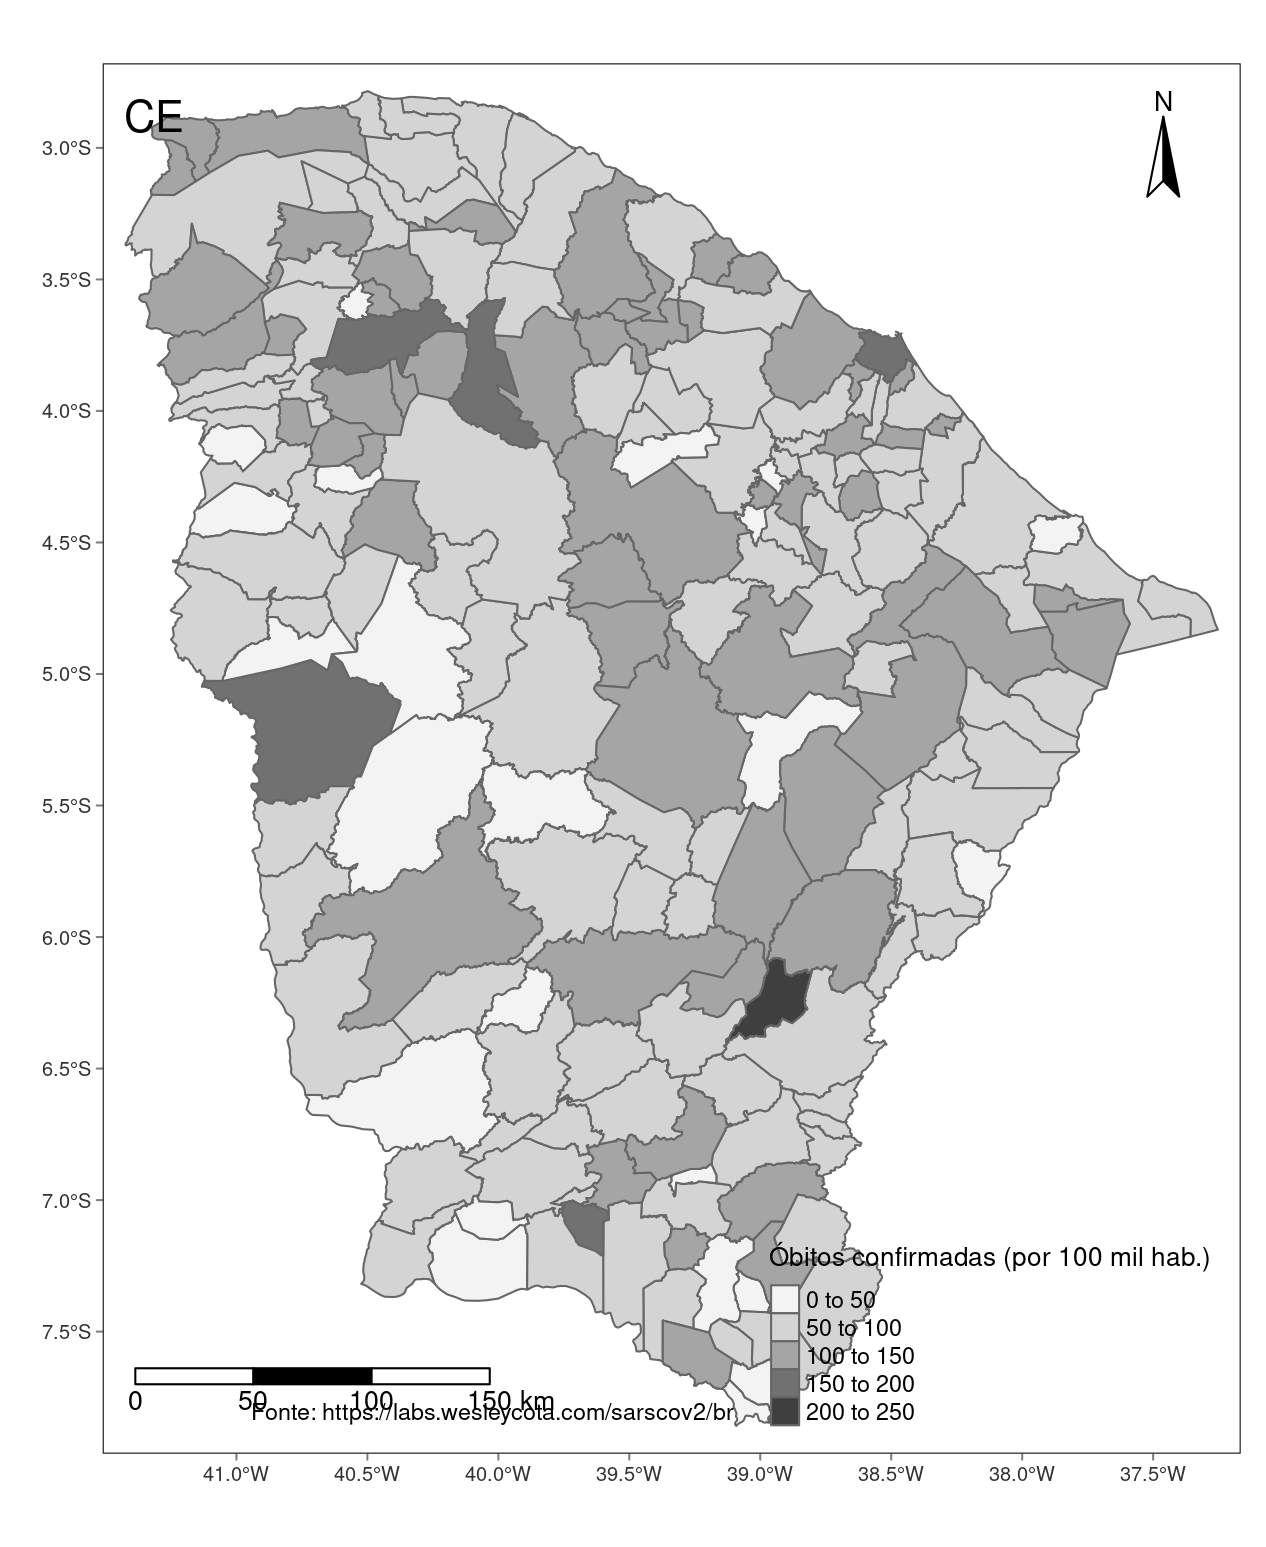 CE
N
3.0°S
3.5°S
4.0°S
4.5°S
5.0°S
5.5°S
6.0°S
6.5°S
7.0°S
7.5°S
Óbitos confirmadas (por 100 mil hab.)
0 to 50
50 to 100
100 to 150
150 to 200
200 to 250
0 50 100 150 km
Fonte: https://labs.wesleycota.com/sarscov2/br
41.0°W 40.5°W 40.0°W 39.5°W 39.0°W 38.5°W 38.0°W 37.5°W